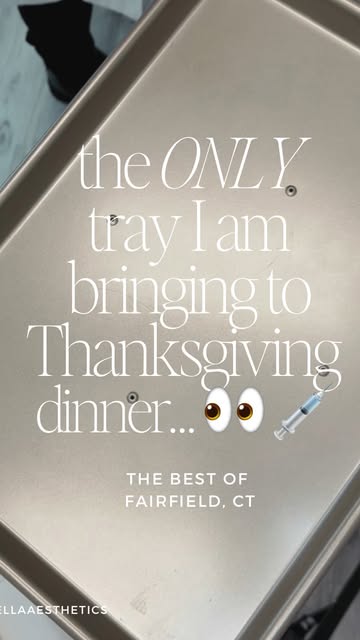 the ONLY
tray I am
bringing to
Thanksgiving
dinner... 👀 💉
THE BEST OF
FAIRFIELD, CT
ELLAAESTHETICS